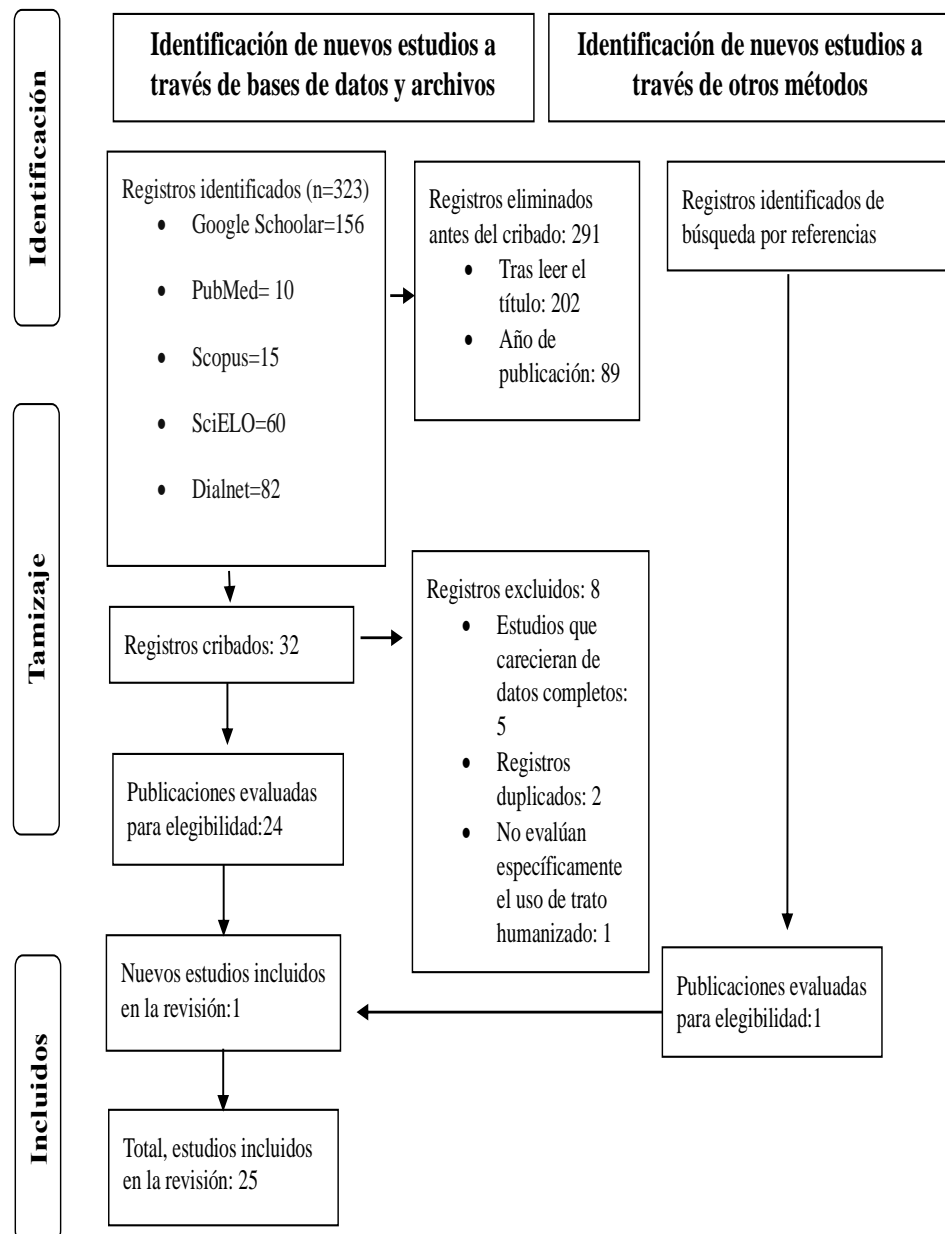 Identificación de nuevos estudios a
través de bases de datos y archivos
Identificación de nuevos estudios a
través de otros métodos
Identificación
Registros identificados (n=323)
• Google Schoolar=156
• PubMed= 10
• Scopus=15
• SciELO=60
• Dialnet=82
Registros eliminados
antes del cribado: 291
• Tras leer el
título: 202
• Año de
publicación: 89
Registros identificados de
búsqueda por referencias
Tamizaje
Registros cribados: 32
Registros excluidos: 8
• Estudios que
carecieran de
datos completos:
5
• Registros
duplicados: 2
• No evalúan
específicamente
el uso de trato
humanizado: 1
Publicaciones evaluadas
para elegibilidad:24
Incluidos
Nuevos estudios incluidos
en la revisión:1
Publicaciones evaluadas
para elegibilidad:1
Total, estudios incluidos
en la revisión: 25